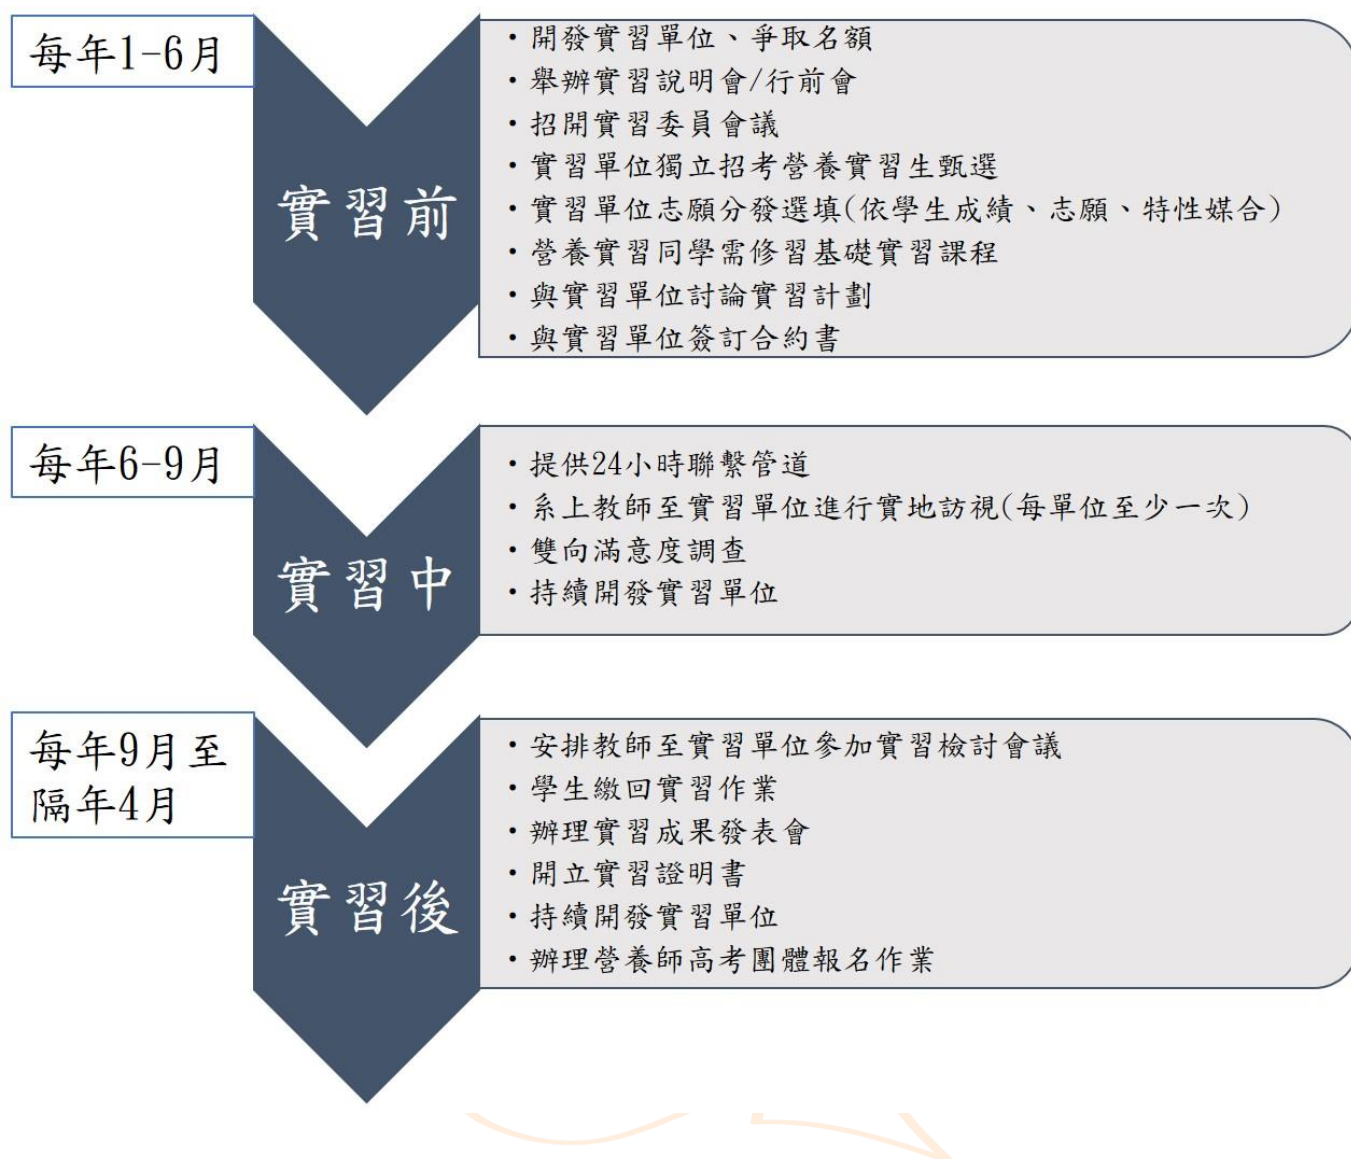 每年1-6月
實習前
・開發實習單位、爭取名額
・舉辦實習說明會/行前會
・招開實習委員會議
・實習單位獨立招考營養實習生甄選
・實習單位志願分發選填(依學生成績、志願、特性媒合)
・營養實習同學需修習基礎實習課程
・與實習單位討論實習計劃
・與實習單位簽訂合約書
每年6-9月
實習中
・提供24小時聯繫管道
・系上教師至實習單位進行實地訪視(每單位至少一次)
・雙向滿意度調查
・持續開發實習單位
每年9月至
隔年4月
實習後
・安排教師至實習單位參加實習檢討會議
・學生繳回實習作業
・辦理實習成果發表會
・開立實習證明書
・持續開發實習單位
・辦理營養師高考團體報名作業